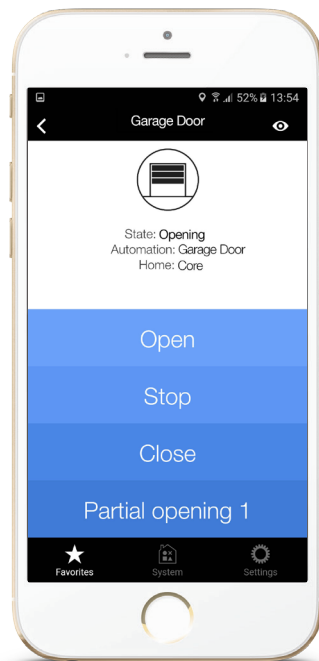 52% 13:54
Garage Door
State: Opening
Automation: Garage Door
Home: Core
Open
Stop
Close
Partial opening 1
Favorites System Settings